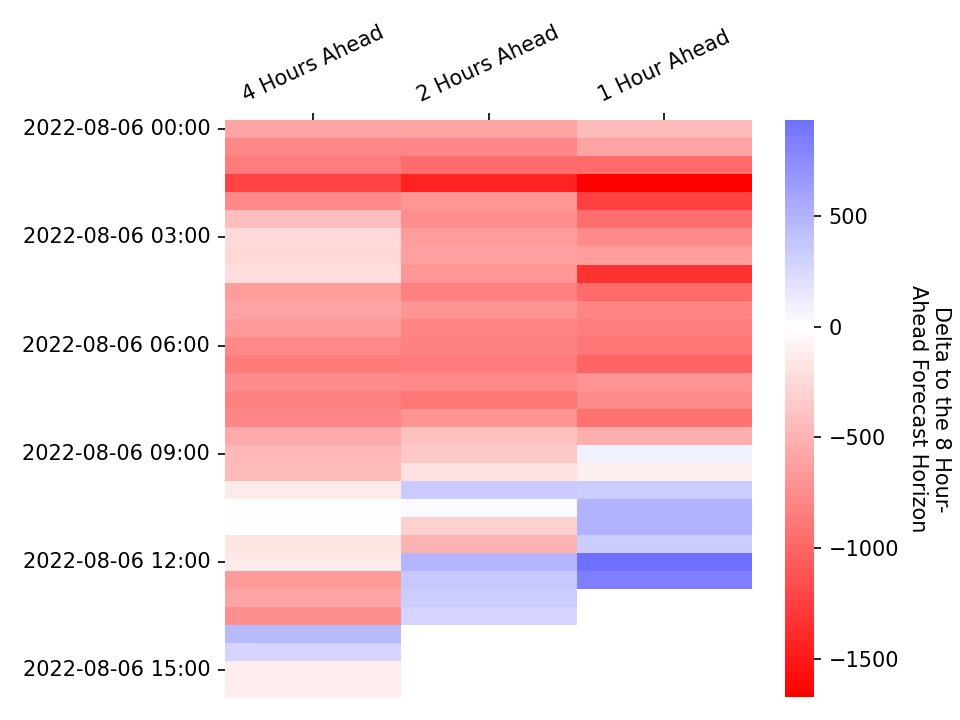 4 Hours Ahead
2 Hours Ahead
1 Hour Ahead
2022-08-06 00:00
2022-08-06 03:00
2022-08-06 06:00
2022-08-06 09:00
2022-08-06 12:00
2022-08-06 15:00
500
0
−500
−1000
−1500
Delta to the 8 Hour-
Ahead Forecast Horizon